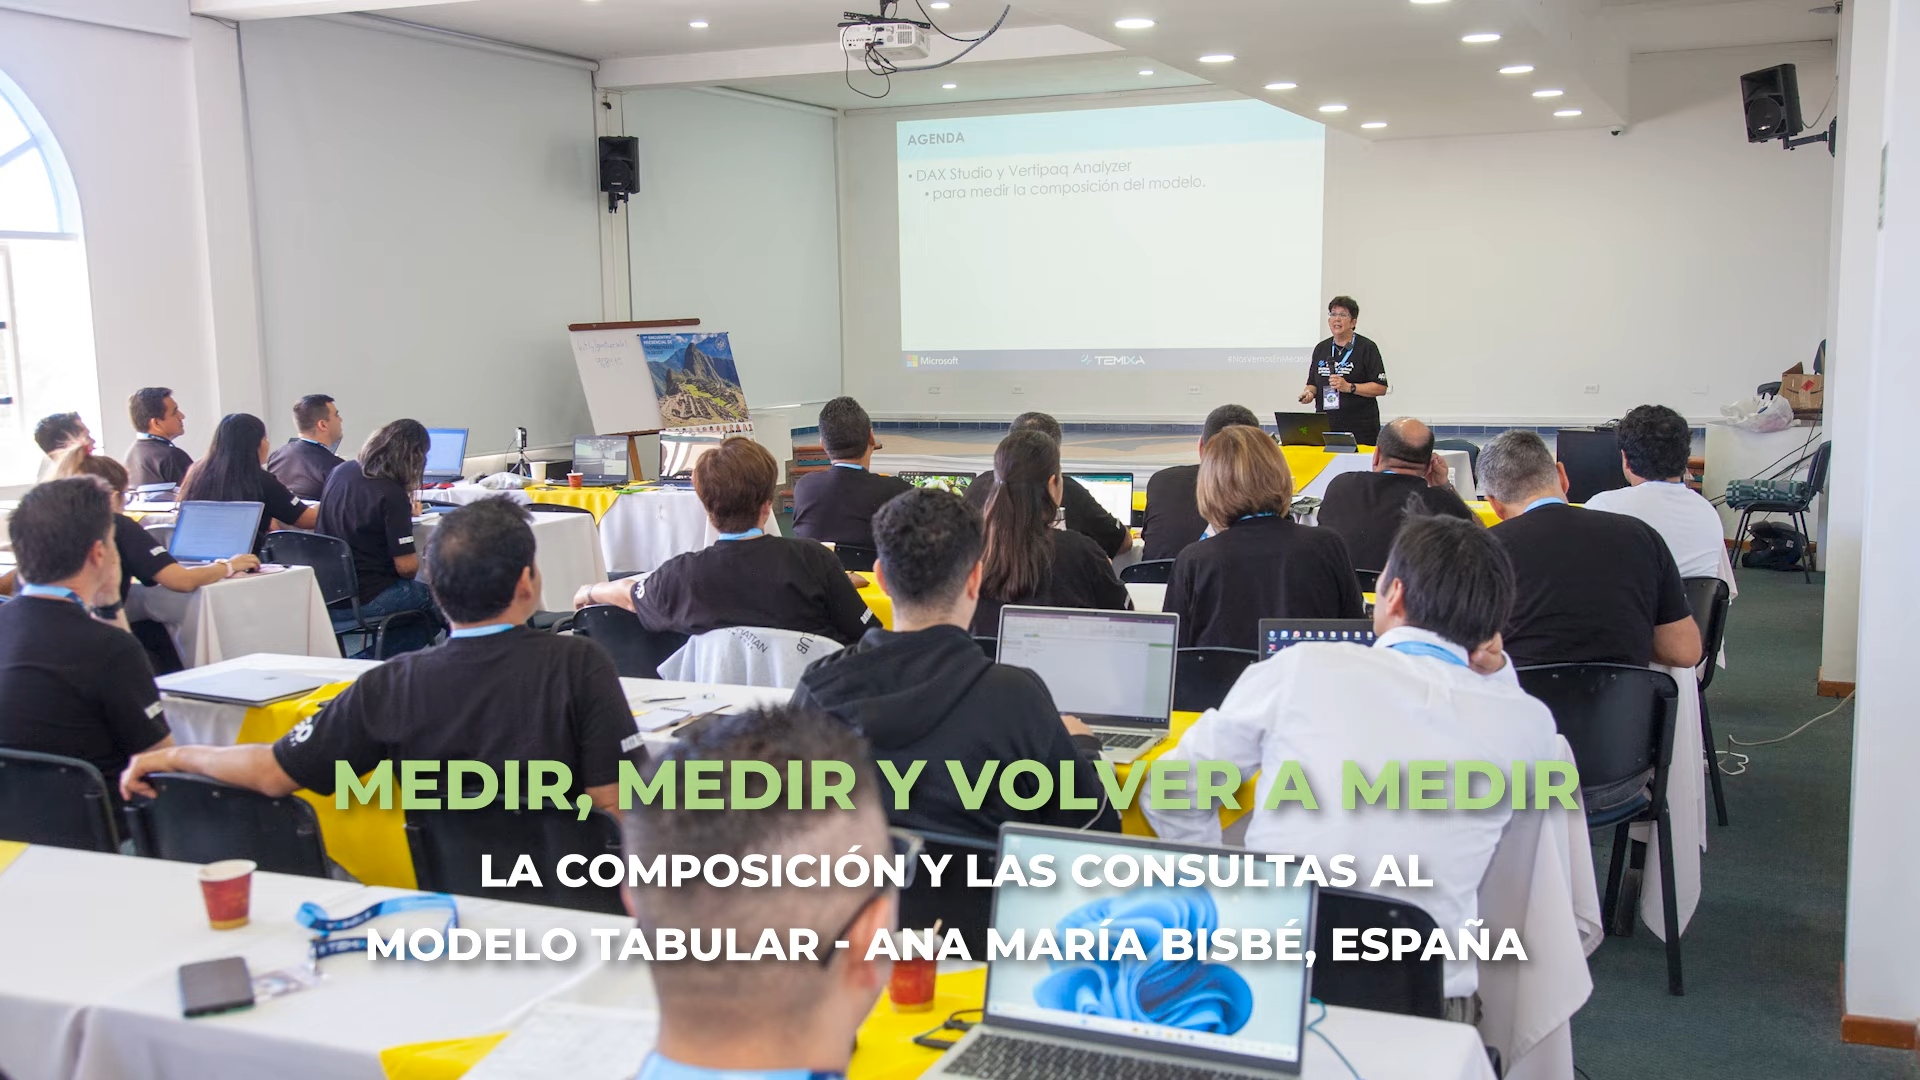 AGENDA
• DAX Studio y Vertipaq Analyzer
• para medir la composición del modelo.
Microsoft
TEMIXA
TEMIXA
MEDIR, MEDIR Y VOLVER A MEDIR
LA COMPOSICIÓN Y LAS CONSULTAS AL
MODELO TABULAR - ANA MARÍA BISBÉ, ESPAÑA